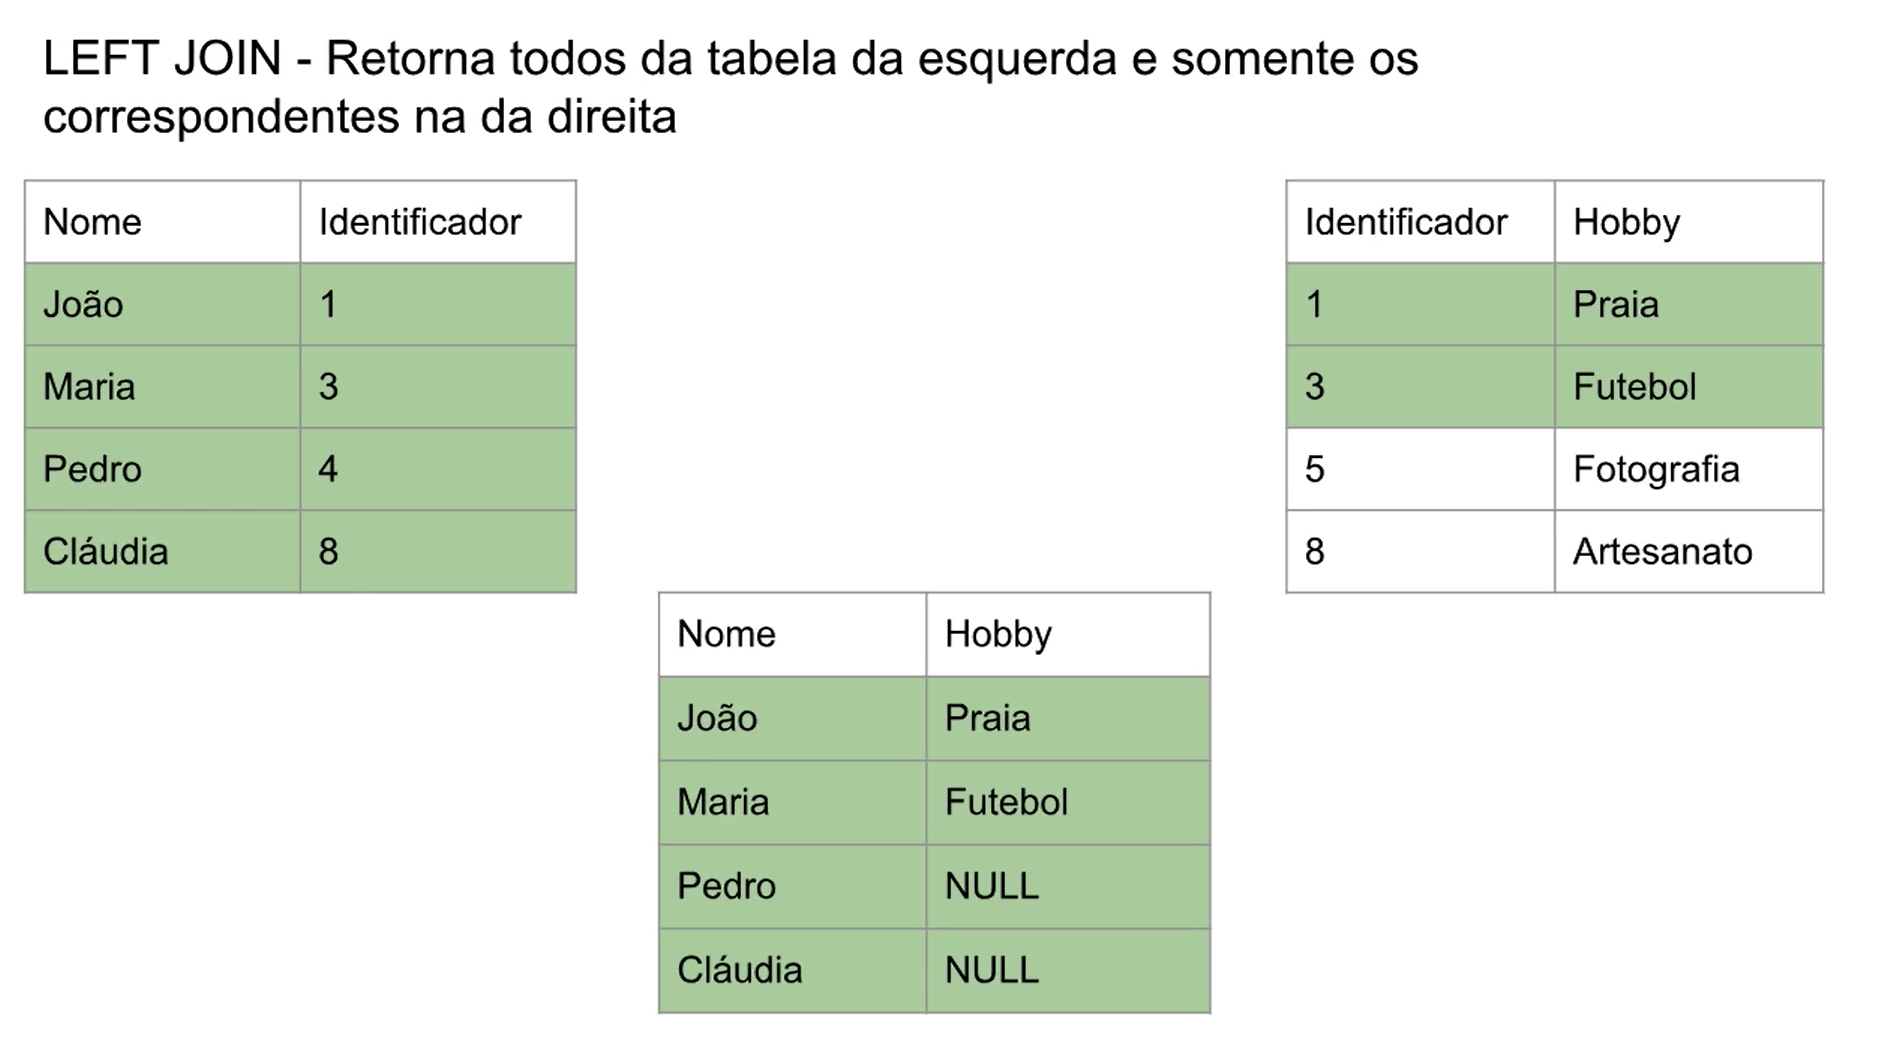 LEFT JOIN - Retorna todos da tabela da esquerda e somente os
correspondentes na da direita
Nome Identificador
João 1
Maria 3
Pedro 4
Cláudia 8
Identificador Hobby
1 Praia
3 Futebol
5 Fotografia
8 Artesanato
Nome Hobby
João Praia
Maria Futebol
Pedro NULL
Cláudia NULL